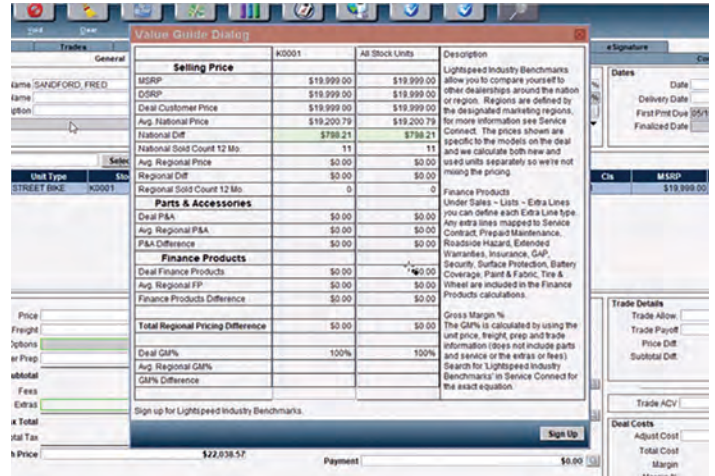 Find
Clear
Value Guide Dialog
Trades
eSignature
General
K0001
All Stock Units
Description
Selling Price
MSRP $19,999.00 $19,999.00
DSRP $19,999.00 $19,999.00
Deal Customer Price $19,999.00 $19,999.00
Avg. National Price $19,200.79 $19,200.79
National Diff $798.21 $798.21
National Sold Count 12 Mo. 11 11
Avg. Regional Price $0.00 $0.00
Regional Diff $0.00 $0.00
Regional Sold Count 12 Mo. 0 0
Parts & Accessories
Deal P&A $0.00 $0.00
Avg. Regional P&A $0.00 $0.00
P&A Difference $0.00 $0.00
Finance Products
Deal Finance Products $0.00 $0.00
Avg. Regional FP $0.00 $0.00
Finance Products Difference $0.00 $0.00
Total Regional Pricing Difference $0.00 $0.00
Deal GM% 100% 100%
Avg. Regional GM%
GM% Difference
Lightspeed Industry Benchmarks
allow you to compare yourself to
other dealerships around the nation
or region. Regions are defined by
the designated marketing regions,
for more information see Service
Connect. The prices shown are
specific to the models on the deal
and we calculate both new and
used units separately so we're not
mixing the pricing.
Finance Products
Under Sales ~ Lists ~ Extra Lines
you can define each Extra Line type.
Any extra lines mapped to Service
Contract, Prepaid Maintenance,
Roadside Hazard, Extended
Warranties, Insurance, GAP,
Security, Surface Protection, Battery
Coverage, Paint & Fabric, Tire &
Wheel are included in the Finance
Products calculations.
Gross Margin %
The GM% is calculated by using the
unit price, freight, prep and trade
information (does not include parts
and service or the extras or fees)
Search for 'Lightspeed Industry
Benchmarks' in Service Connect for
the exact equation.
Sign up for Lightspeed Industry Benchmarks.
Sign Up
SANDFORD, FRED
Dates
Date
Delivery Date
First Pmt Due 05/1
Finalized Date
Unit Type
Cls MSRP
STREET BIKE K0001 $19,999.00
Price
Freight
Options
Prep
Fees
Extras
Total
Tax
Price $22,038.57
Payment $0.00
Trade Details
Trade Allow.
Trade Payoff
Price Diff.
Subtotal Diff.
Trade ACV
Deal Costs
Adjust Cost
Total Cost
Margin